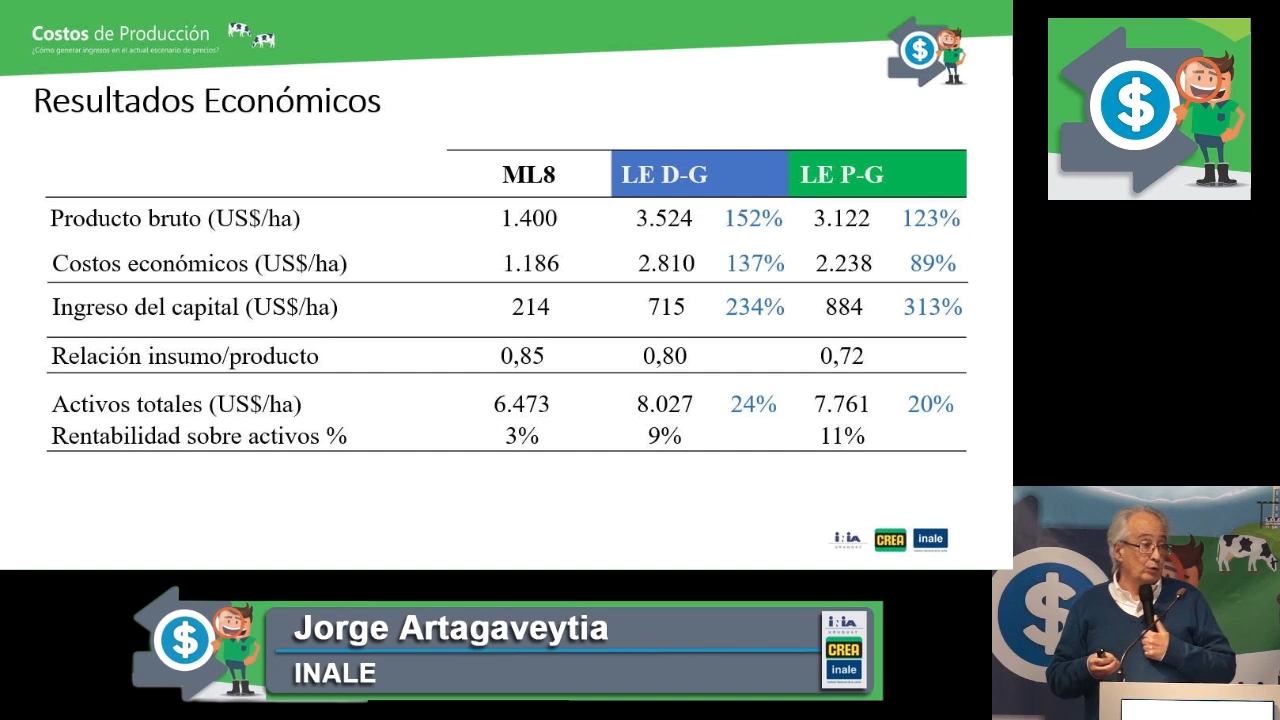 Costos de Producción
¿Cómo generar ingresos en el actual escenario de precios?
$
$
Resultados Económicos
ML8 LE D-G LE P-G
Producto bruto (US$/ha) 1.400 3.524 152% 3.122 123%
Costos económicos (US$/ha) 1.186 2.810 137% 2.238 89%
Ingreso del capital (US$/ha) 214 715 234% 884 313%
Relación insumo/producto 0,85 0,80 0,72
Activos totales (US$/ha) 6.473 8.027 24% 7.761 20%
Rentabilidad sobre activos % 3% 9% 11%
inia
URUGUAY
CREA
inale
$
Jorge Artagaveytia
INALE
$
inia
URUGUAY
CREA
inale